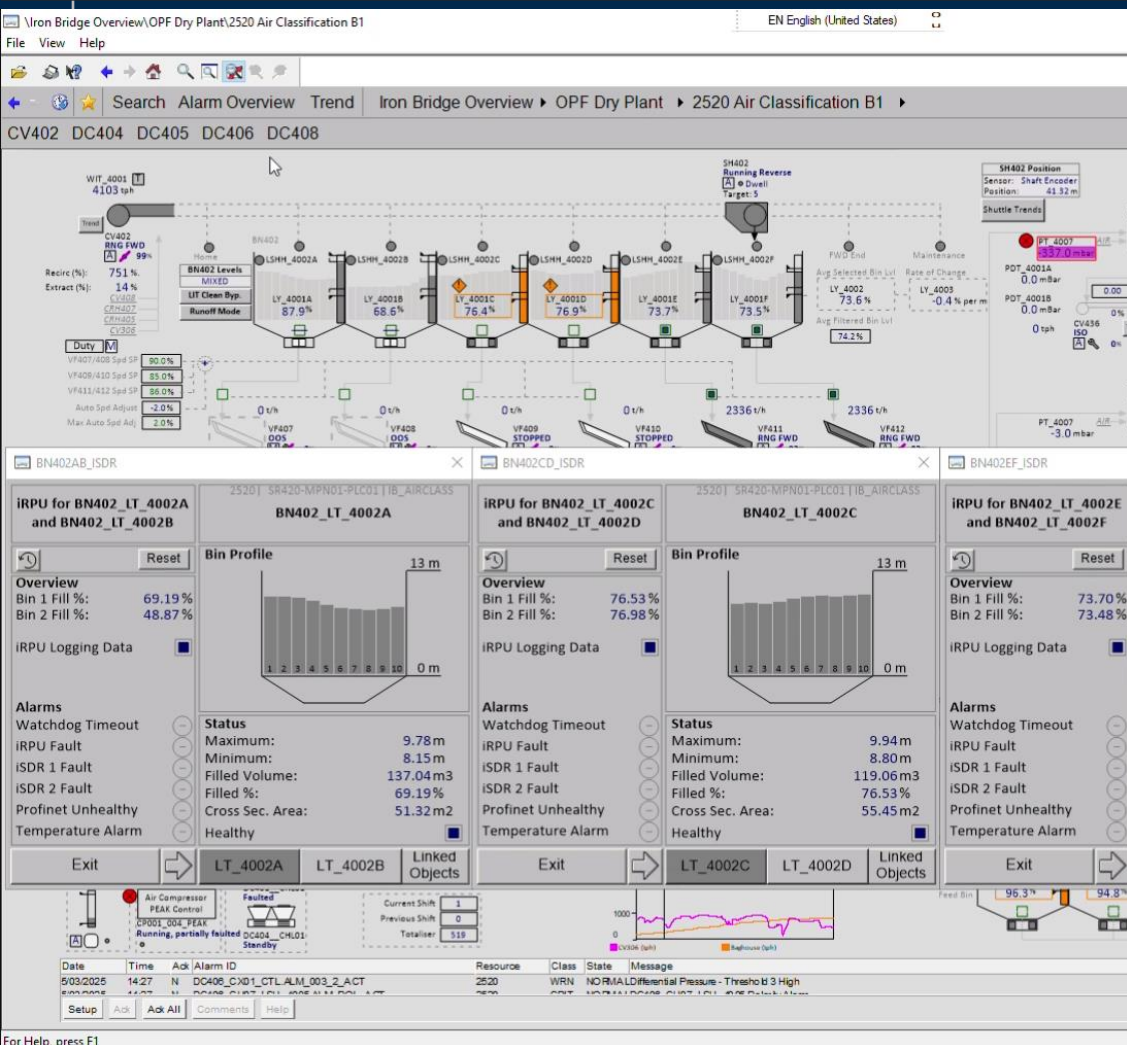 \Iron Bridge Overview\OPF Dry Plant\2520 Air Classification B1
EN English (United States)
File View Help
Search Alarm Overview Trend Iron Bridge Overview OPF Dry Plant 2520 Air Classification B1
CV402 DC404 DC405 DC406 DC408
WIT_4001 T
4103 tph
Trend
CV402
RNG FWD
A 99%
Recirc (%): 751 %
Extract (%): 14 %
CV408
CRH407
CRH405
CV306
Home
BN402
BN402 Levels
MIXED
LIT Clean Byp.
Runoff Mode
LSHH_4002A LSHH_4002B LSHH_4002C LSHH_4002D LSHH_4002E LSHH_4002F
LY_4001A LY_4001B LY_4001C LY_4001D LY_4001E LY_4001F
87.9% 68.6% 76.4% 76.9% 73.7% 73.5%
SH402
Running Reverse
A Dwell
Target: 5
FWD End
Maintenance
Avg Selected Bin Lvl
LY_4002
73.6 %
Rate of Change
LY_4003
-0.4 % per m
Avg Filtered Bin Lvl
74.2%
SH402 Position
Sensor: Shaft Encoder
Position: 41.32 m
Shuttle Trends
PT_4007 AIR
-337.0 mbar
PDT_4001A
0.0 mBar
PDT_4001B
0.0 mBar
0.00
0 tph
0%
CV436
ISO
A 0%
PT_4007 AIR
-3.0 mbar
Duty M
VF407/408 Spd SP 90.0%
VF409/410 Spd SP 85.0%
VF411/412 Spd SP 86.0%
Auto Spd Adjust -2.0%
Max Auto Spd Adj 2.0%
0 t/h 0 t/h 0 t/h 0 t/h 2336 t/h 2336 t/h
VF407 VF408 VF409 VF410 VF411 VF412
OOS OOS STOPPED STOPPED RNG FWD RNG FWD
BN402AB_ISDR
iRPU for BN402_LT_4002A
and BN402_LT_4002B
Reset
Overview
Bin 1 Fill %: 69.19%
Bin 2 Fill %: 48.87%
iRPU Logging Data
Alarms
Watchdog Timeout
iRPU Fault
iSDR 1 Fault
iSDR 2 Fault
Profinet Unhealthy
Temperature Alarm
Exit
2520 | SR420-MPN01-PLC01 | IB_AIRCLASS
BN402_LT_4002A
Bin Profile
13 m
1 2 3 4 5 6 7 8 9 10 0 m
Status
Maximum: 9.78 m
Minimum: 8.15 m
Filled Volume: 137.04 m3
Filled %: 69.19 %
Cross Sec. Area: 51.32 m2
Healthy
LT_4002A LT_4002B Linked Objects
BN402CD_ISDR
iRPU for BN402_LT_4002C
and BN402_LT_4002D
Reset
Overview
Bin 1 Fill %: 76.53%
Bin 2 Fill %: 76.98%
iRPU Logging Data
Alarms
Watchdog Timeout
iRPU Fault
iSDR 1 Fault
iSDR 2 Fault
Profinet Unhealthy
Temperature Alarm
Exit
2520 | SR420-MPN01-PLC01 | IB_AIRCLASS
BN402_LT_4002C
Bin Profile
13 m
1 2 3 4 5 6 7 8 9 10 0 m
Status
Maximum: 9.94 m
Minimum: 8.80 m
Filled Volume: 119.06 m3
Filled %: 76.53 %
Cross Sec. Area: 55.45 m2
Healthy
LT_4002C LT_4002D Linked Objects
BN402EF_ISDR
iRPU for BN402_LT_4002E
and BN402_LT_4002F
Reset
Overview
Bin 1 Fill %: 73.70%
Bin 2 Fill %: 73.48%
iRPU Logging Data
Alarms
Watchdog Timeout
iRPU Fault
iSDR 1 Fault
iSDR 2 Fault
Profinet Unhealthy
Temperature Alarm
Exit
Air Compressor
PEAK Control
CP001_004_PEAK
Running, partially faulted
A
Faulted
DC404__CHL01
Standby
Current Shift 1
Previous Shift 0
Totaliser 519
1000
0
CV306 (tph) Baghouse (tph)
Feed Bin 96.3% 94.8%
Date Time Ack Alarm ID Resource Class State Message
5/03/2025 14:27 N DC406_CX01_CTL.ALM_003_2_ACT 2520 WRN NORMAL Differential Pressure - Threshold 3 High
Setup Ack Ack All Comments Help
For Help, press F1